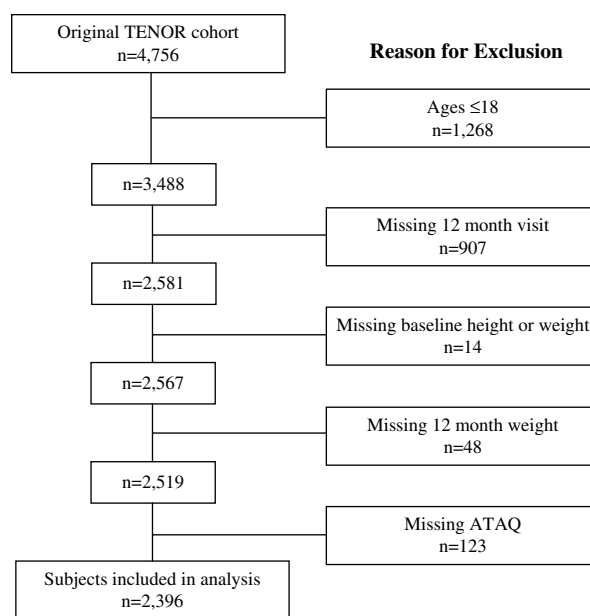 Original TENOR cohort
n=4,756
Reason for Exclusion
Ages ≤18
n=1,268
n=3,488
Missing 12 month visit
n=907
n=2,581
Missing baseline height or weight
n=14
n=2,567
Missing 12 month weight
n=48
n=2,519
Missing ATAQ
n=123
Subjects included in analysis
n=2,396